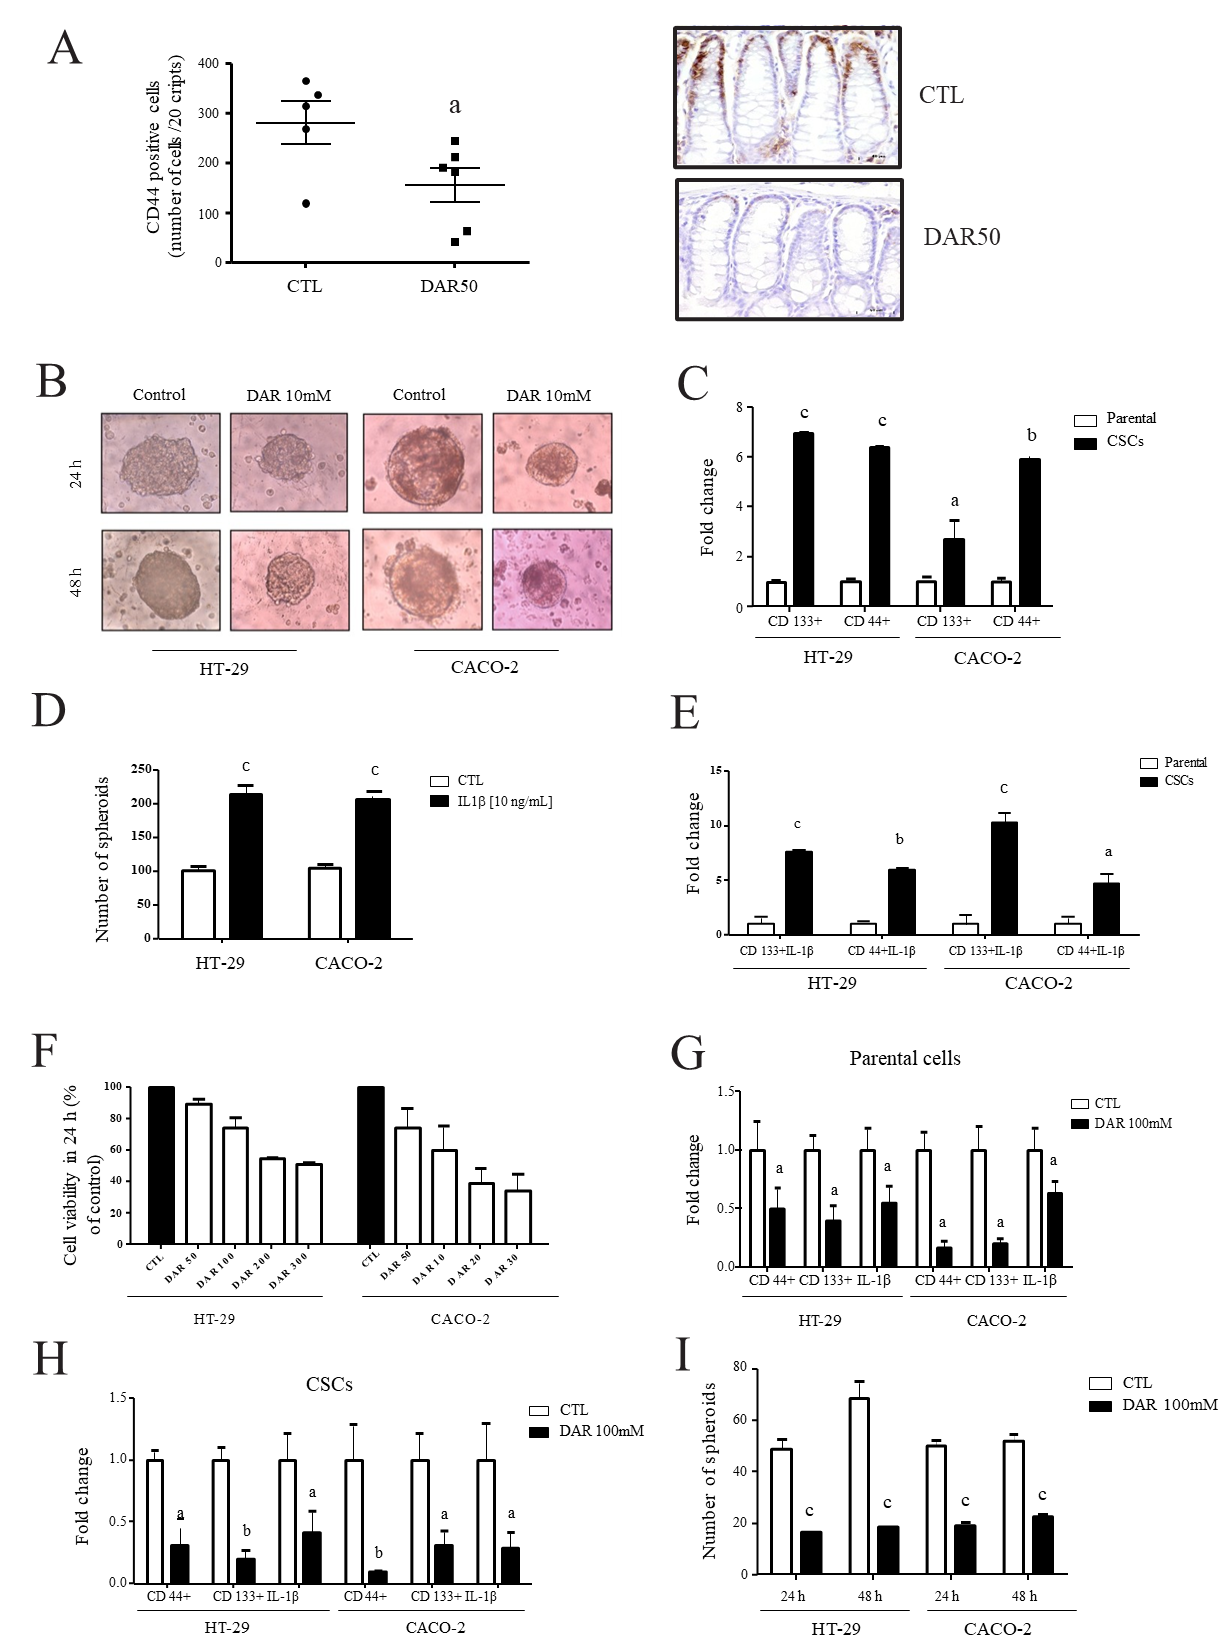 A
CD44 positive cells
(number of cells /20 cripts)
400
300
200
100
0
a
CTL
DAR50
CTL
DAR50
B
Control
DAR 10mM
Control
DAR 10mM
24 h
48 h
HT-29
CACO-2
C
Fold change
8
6
4
2
0
c
c
a
b
Parental
CSCs
CD 133+
CD 44+
CD 133+
CD 44+
HT-29
CACO-2
D
Number of spheroids
250
200
150
100
50
0
c
c
CTL
IL1β [10 ng/mL]
HT-29
CACO-2
E
Fold change
15
10
5
0
c
b
c
a
Parental
CSCs
CD 133+IL-1β
CD 44+IL-1β
CD 133+IL-1β
CD 44+IL-1β
HT-29
CACO-2
F
Cell viability in 24 h (%
of control)
100
80
60
40
20
0
CTL
DAR 50
DAR 100
DAR 200
DAR 300
CTL
DAR 50
DAR 10
DAR 20
DAR 30
HT-29
CACO-2
G
Parental cells
Fold change
1.5
1.0
0.5
0.0
a
a
a
a
a
a
CTL
DAR 100mM
CD 44+ CD 133+ IL-1β
CD 44+ CD 133+ IL-1β
HT-29
CACO-2
H
CSCs
Fold change
1.5
1.0
0.5
0.0
a
b
a
b
a
a
CTL
DAR 100mM
CD 44+ CD 133+ IL-1β
CD 44+ CD 133+ IL-1β
HT-29
CACO-2
I
Number of spheroids
80
60
40
20
0
c
c
c
c
CTL
DAR 100mM
24 h
48 h
24 h
48 h
HT-29
CACO-2